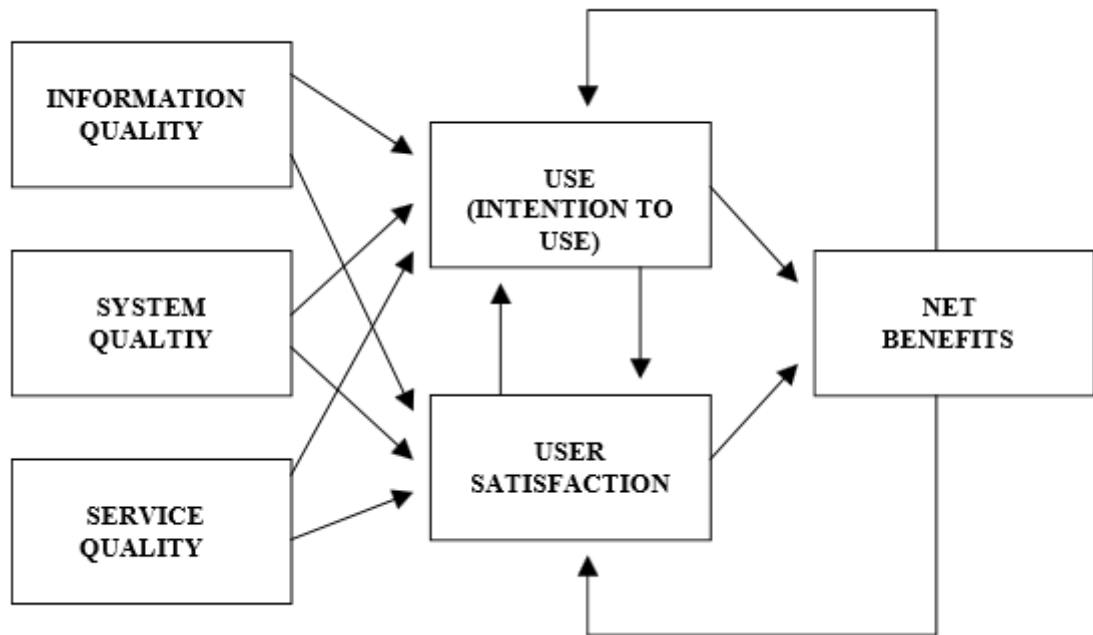 INFORMATION
QUALITY
SYSTEM
QUALTIY
SERVICE
QUALITY
USE
(INTENTION TO
USE)
USER
SATISFACTION
NET
BENEFITS